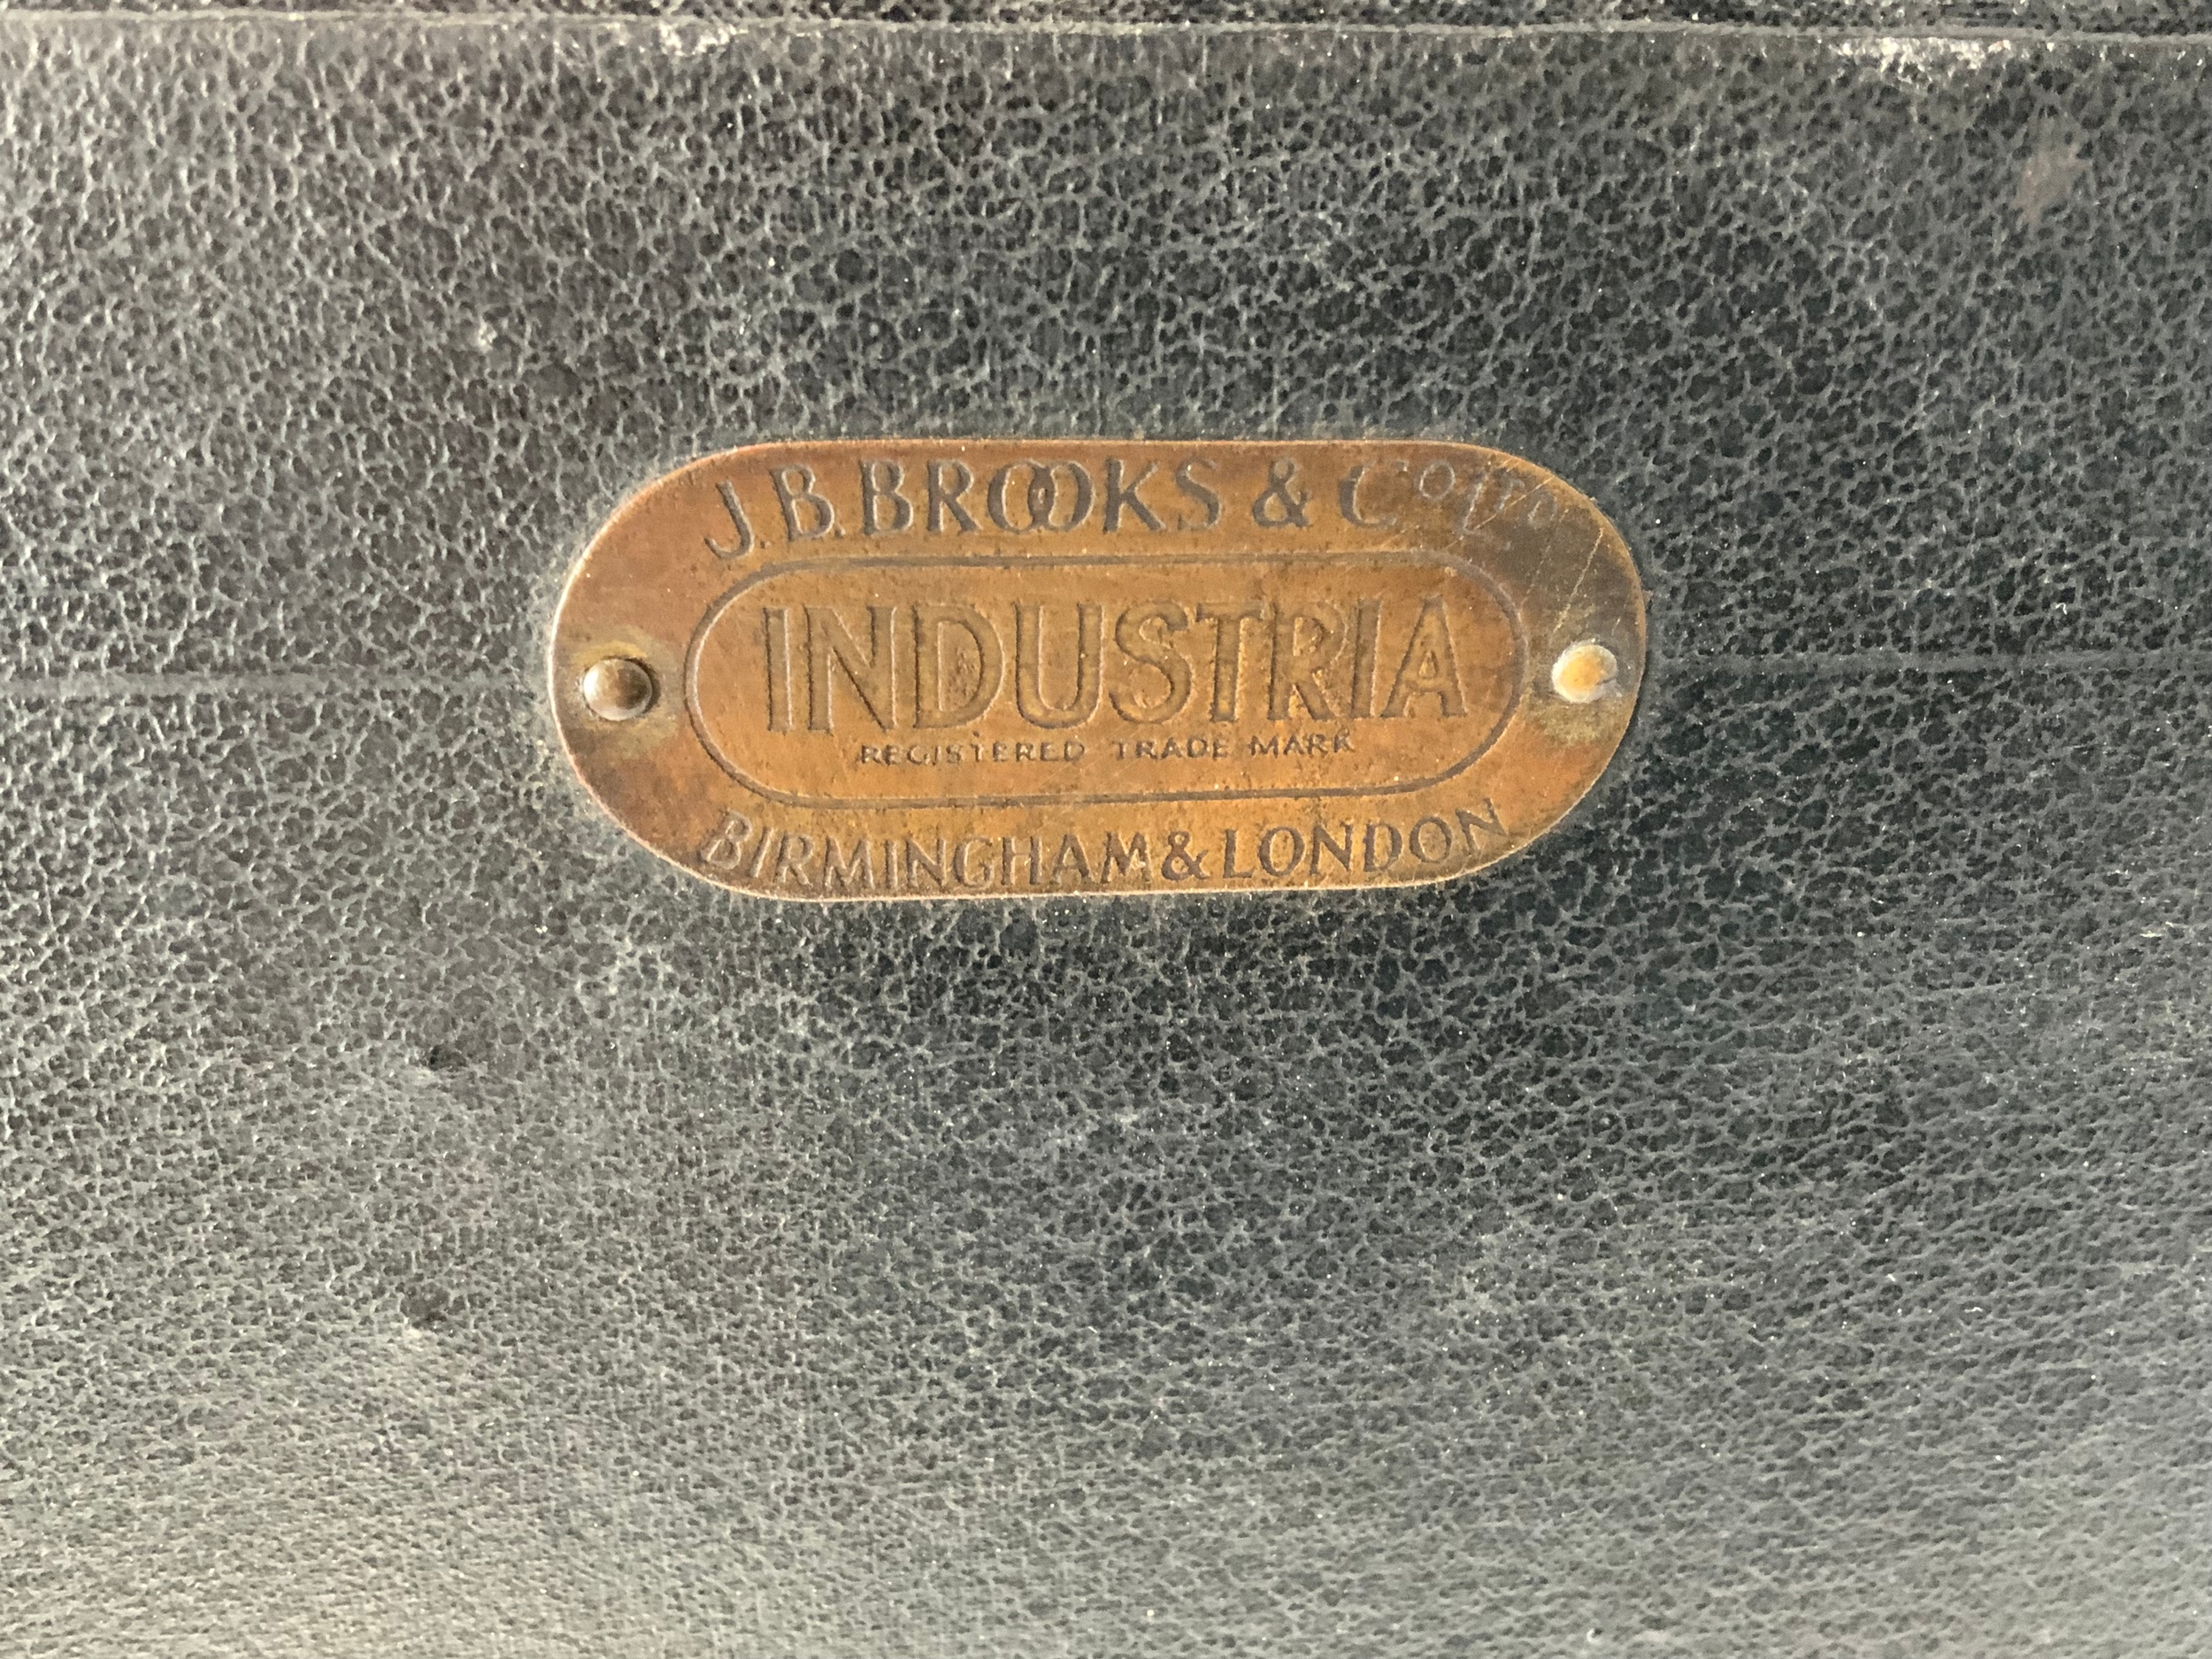 J.B.BROOKS & Co LTD
INDUSTRIA
REGISTERED TRADE MARK
BIRMINGHAM & LONDON